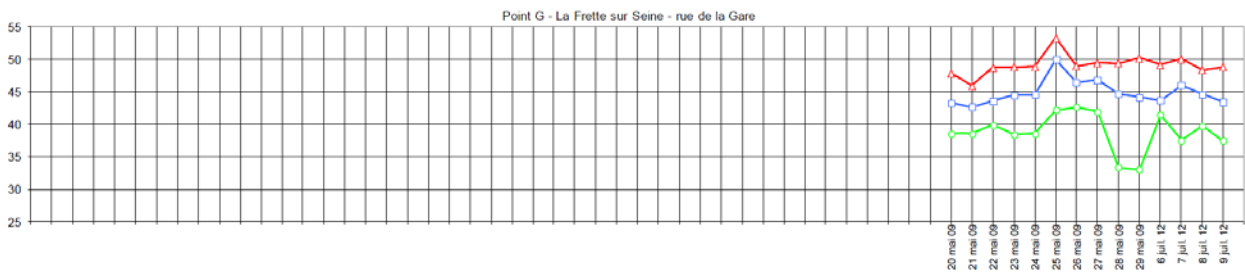 Point G - La Frette sur Seine - rue de la Gare
55
50
45
40
35
30
25
20 mai 09
21 mai 09
22 mai 09
23 mai 09
24 mai 09
25 mai 09
26 mai 09
27 mai 09
28 mai 09
29 mai 09
6 juil. 12
7 juil. 12
8 juil. 12
9 juil. 12